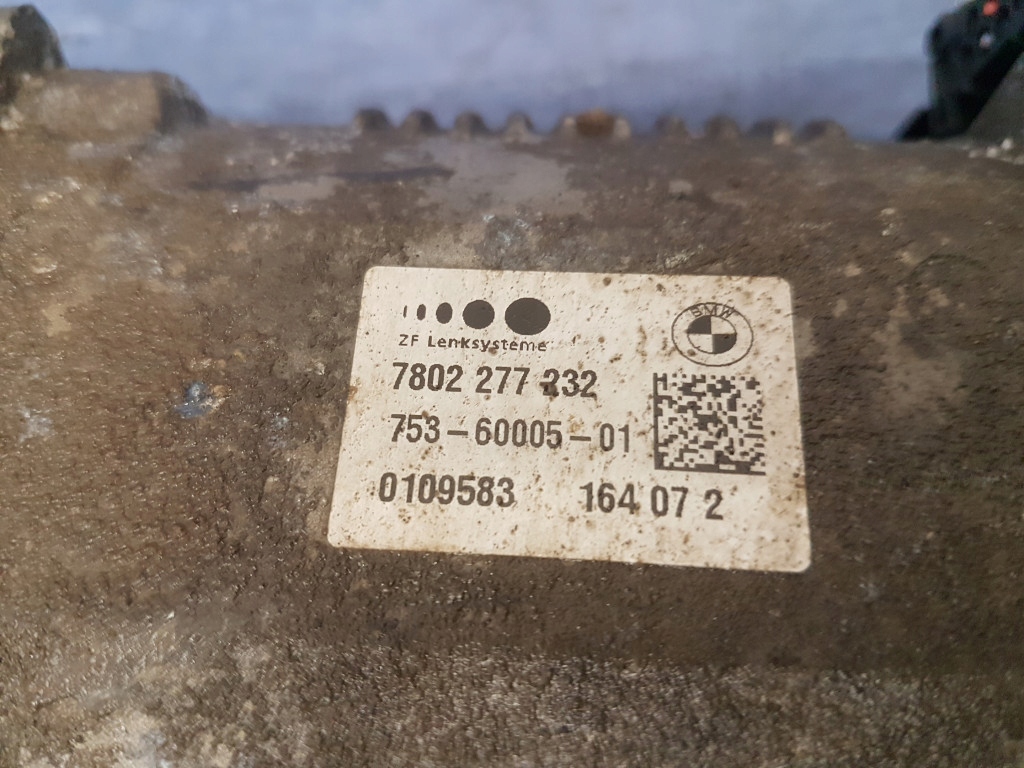 ZF Lenksysteme
BMW
7802 277 232
753-60005-01
0109583 164 07 2